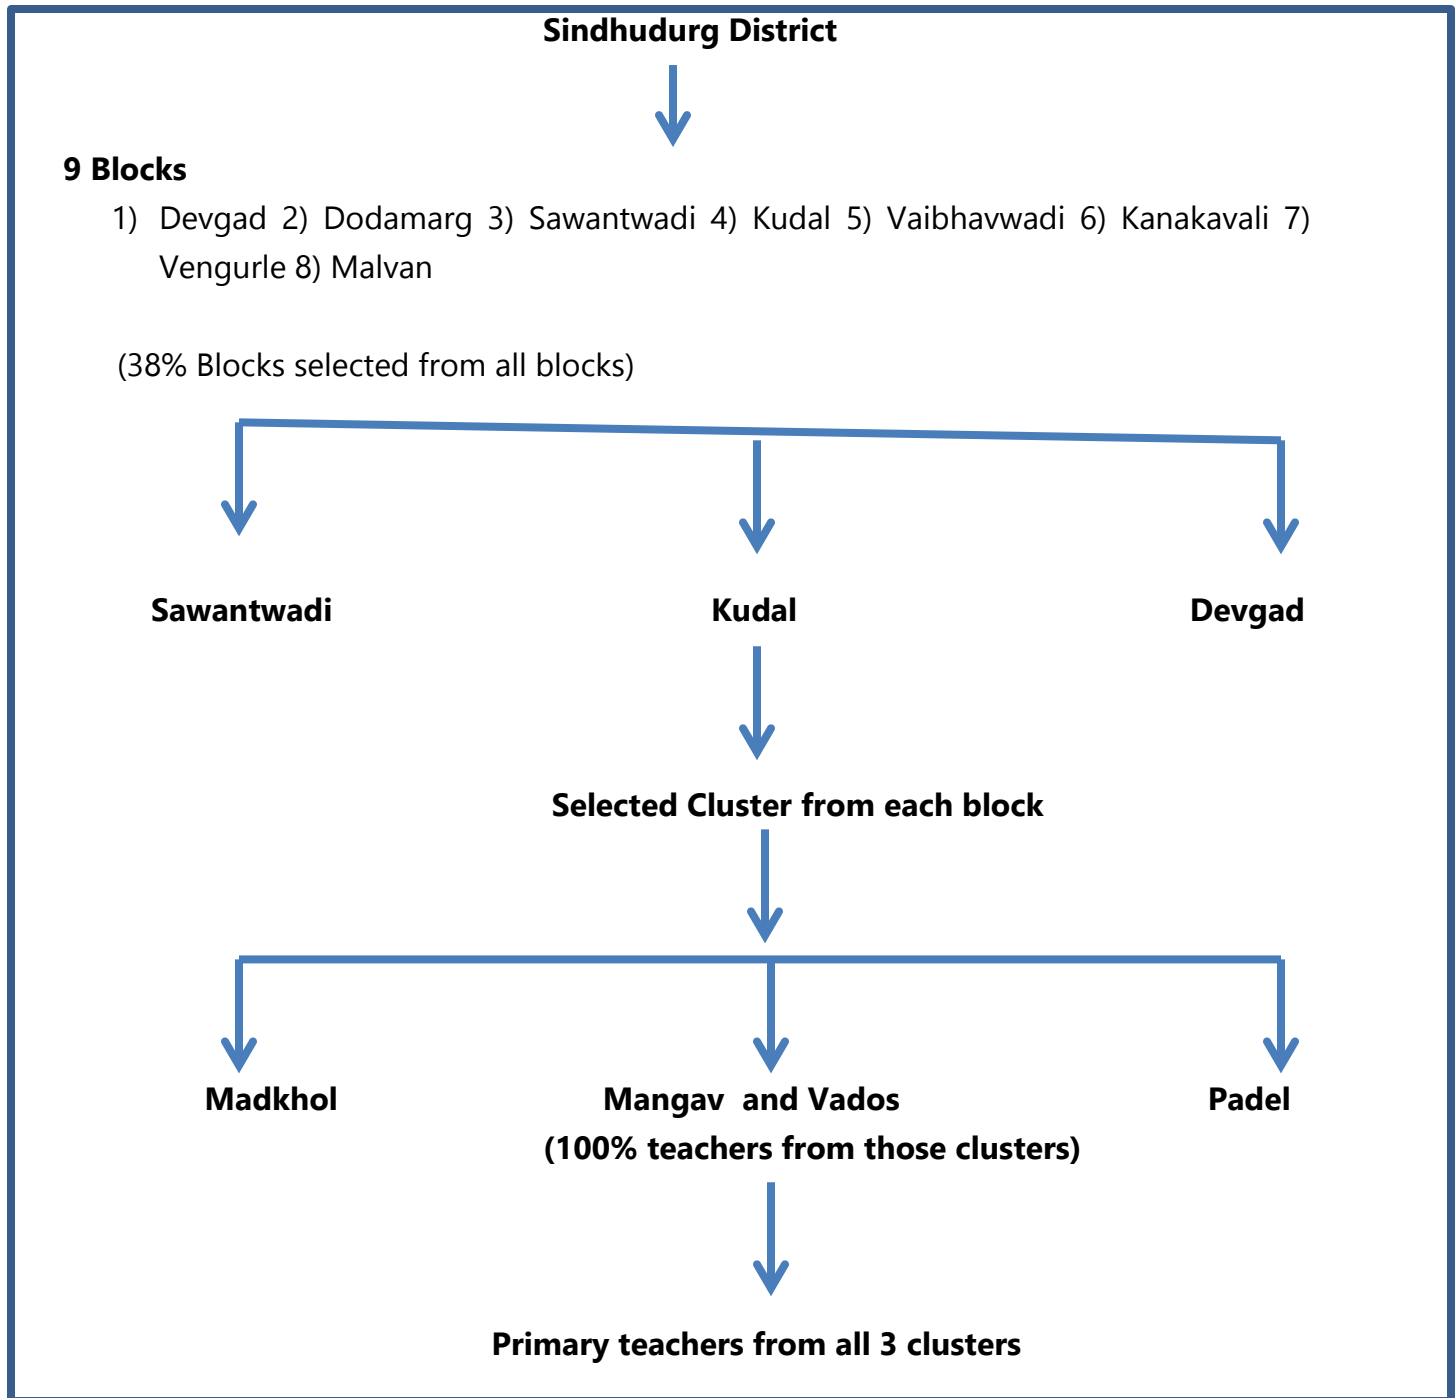 Sindhudurg District
9 Blocks
1) Devgad 2) Dodamarg 3) Sawantwadi 4) Kudal 5) Vaibhavwadi 6) Kanakavali 7)
Vengurle 8) Malvan
(38% Blocks selected from all blocks)
Sawantwadi Kudal Devgad
Selected Cluster from each block
Madkhol Mangav and Vados Padel
(100% teachers from those clusters)
Primary teachers from all 3 clusters